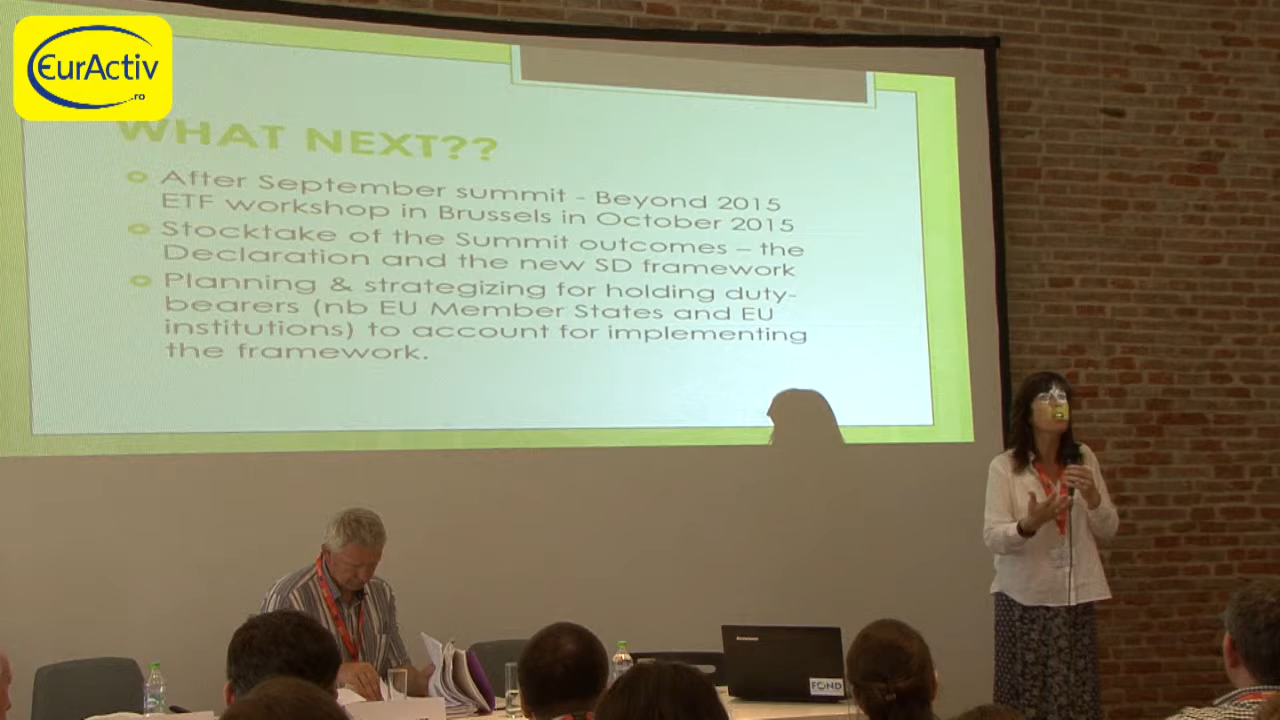 EurActiv
.ro
WHAT NEXT??
After September summit - Beyond 2015
ETF workshop in Brussels in October 2015
Stocktake of the Summit outcomes – the
Declaration and the new SD framework
Planning & strategizing for holding duty-
bearers (nb EU Member States and EU
institutions) to account for implementing
the framework.
lenovo
FOND